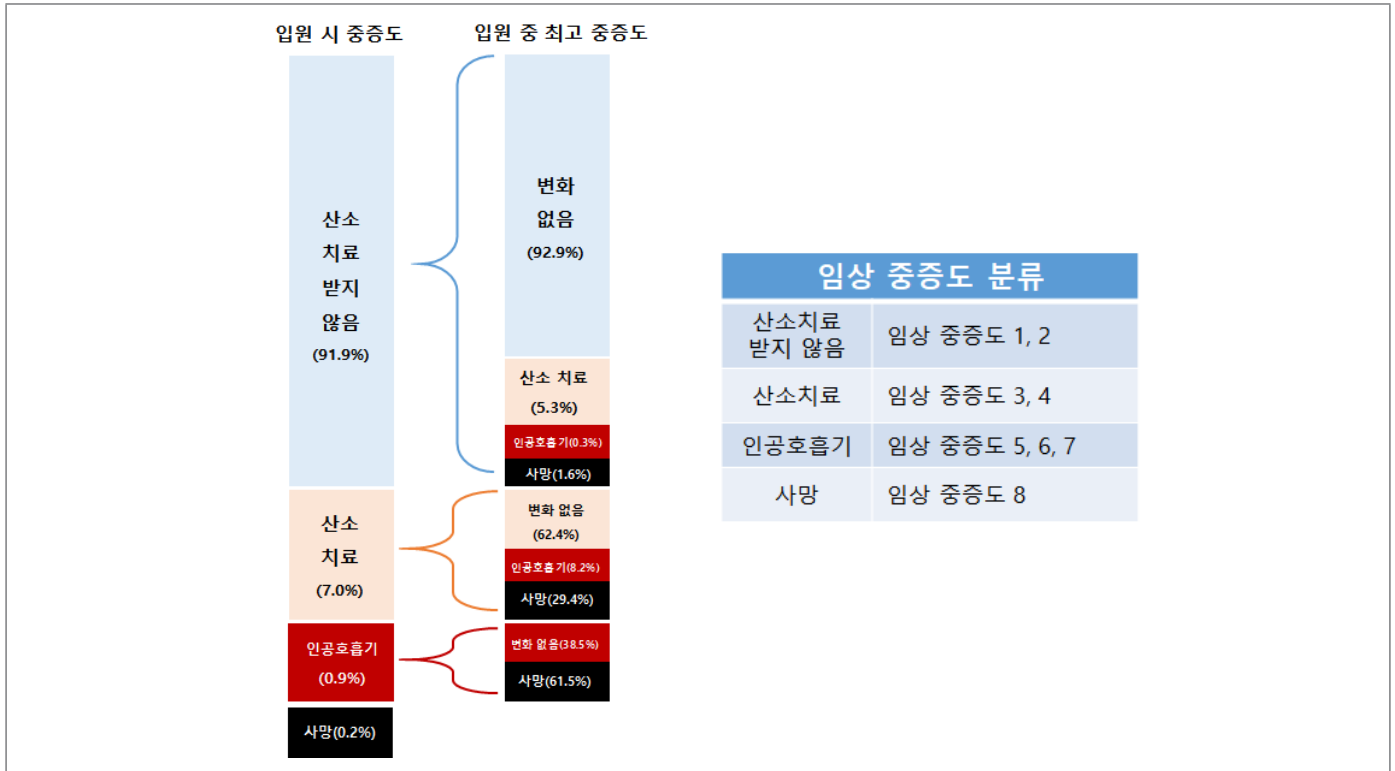 입원 시 중증도
입원 중 최고 중증도
산소
치료
받지
않음
(91.9%)
변화
없음
(92.9%)
산소 치료
(5.3%)
인공호흡기(0.3%)
사망(1.6%)
산소
치료
(7.0%)
변화 없음
(62.4%)
인공호흡기(8.2%)
사망(29.4%)
인공호흡기
(0.9%)
변화 없음(38.5%)
사망(61.5%)
사망(0.2%)
임상 중증도 분류
산소치료
받지 않음
임상 중증도 1, 2
산소치료
임상 중증도 3, 4
인공호흡기
임상 중증도 5, 6, 7
사망
임상 중증도 8